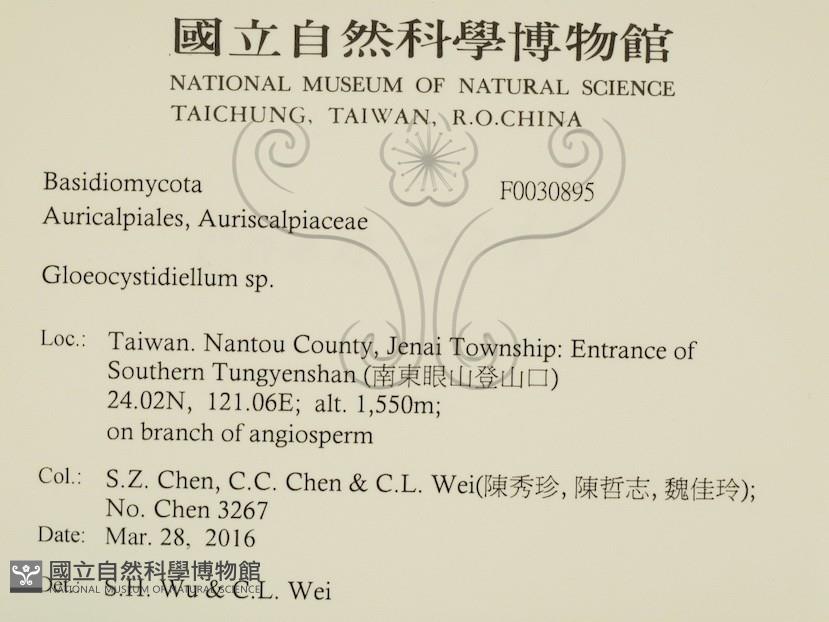 國立自然科學博物館
NATIONAL MUSEUM OF NATURAL SCIENCE
TAICHUNG, TAIWAN, R.O.CHINA
Basidiomycota F0030895
Auricalpiales, Auriscalpiaceae
Gloeocystidiellum sp.
Loc.: Taiwan. Nantou County, Jenai Township: Entrance of
Southern Tungyenshan (南東眼山登山口)
24.02N, 121.06E; alt. 1,550m;
on branch of angiosperm
Col.: S.Z. Chen, C.C. Chen & C.L. Wei(陳秀珍, 陳哲志, 魏佳玲);
No. Chen 3267
Date: Mar. 28, 2016
國立自然科學博物館
NATIONAL MUSEUM OF NATURAL SCIENCE
Det.: S.H. Wu & C.L. Wei